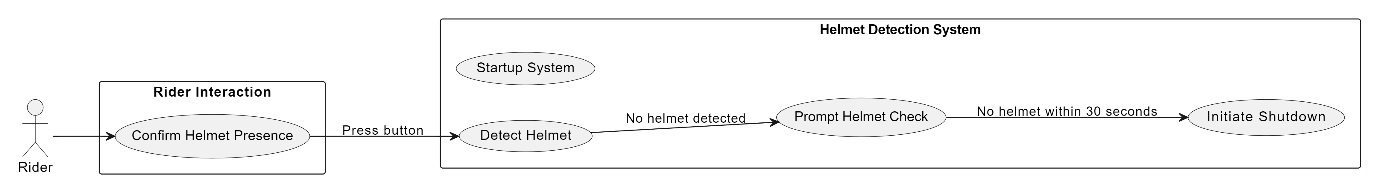 Helmet Detection System
Startup System
Rider Interaction
Rider
Confirm Helmet Presence
Press button
Detect Helmet
No helmet detected
Prompt Helmet Check
No helmet within 30 seconds
Initiate Shutdown